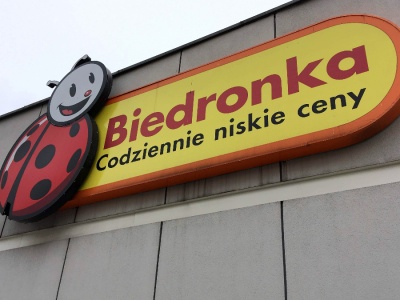 Biedronka
Codziennie niskie ceny